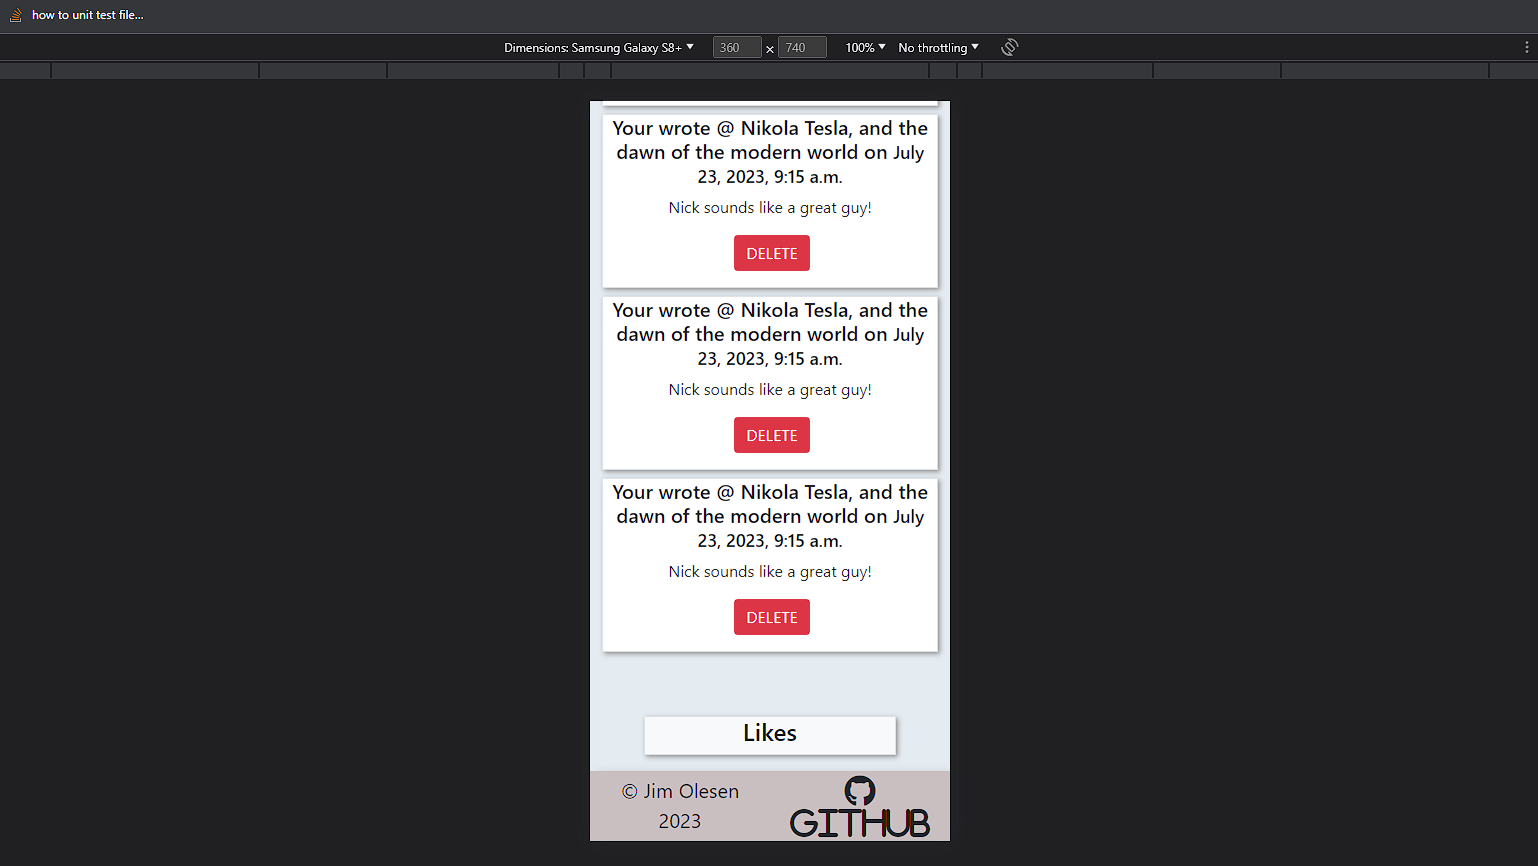 how to unit test file...
Dimensions: Samsung Galaxy S8+ 360 x 740 100% No throttling
Your wrote @ Nikola Tesla, and the
dawn of the modern world on July
23, 2023, 9:15 a.m.
Nick sounds like a great guy!
DELETE
Your wrote @ Nikola Tesla, and the
dawn of the modern world on July
23, 2023, 9:15 a.m.
Nick sounds like a great guy!
DELETE
Your wrote @ Nikola Tesla, and the
dawn of the modern world on July
23, 2023, 9:15 a.m.
Nick sounds like a great guy!
DELETE
Likes
© Jim Olesen
2023
GITHUB